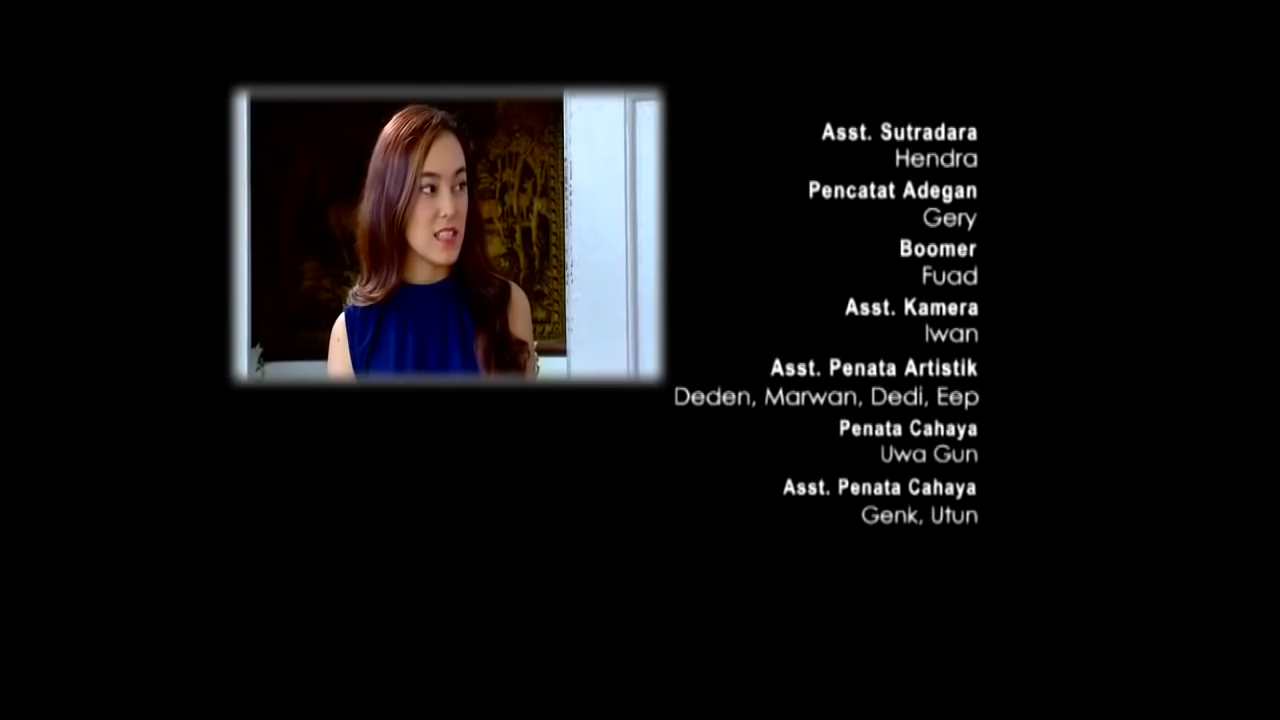 Asst. Sutradara
Hendra
Pencatat Adegan
Gery
Boomer
Fuad
Asst. Kamera
Iwan
Asst. Penata Artistik
Deden, Marwan, Dedi, Eep
Penata Cahaya
Uwa Gun
Asst. Penata Cahaya
Genk, Utun